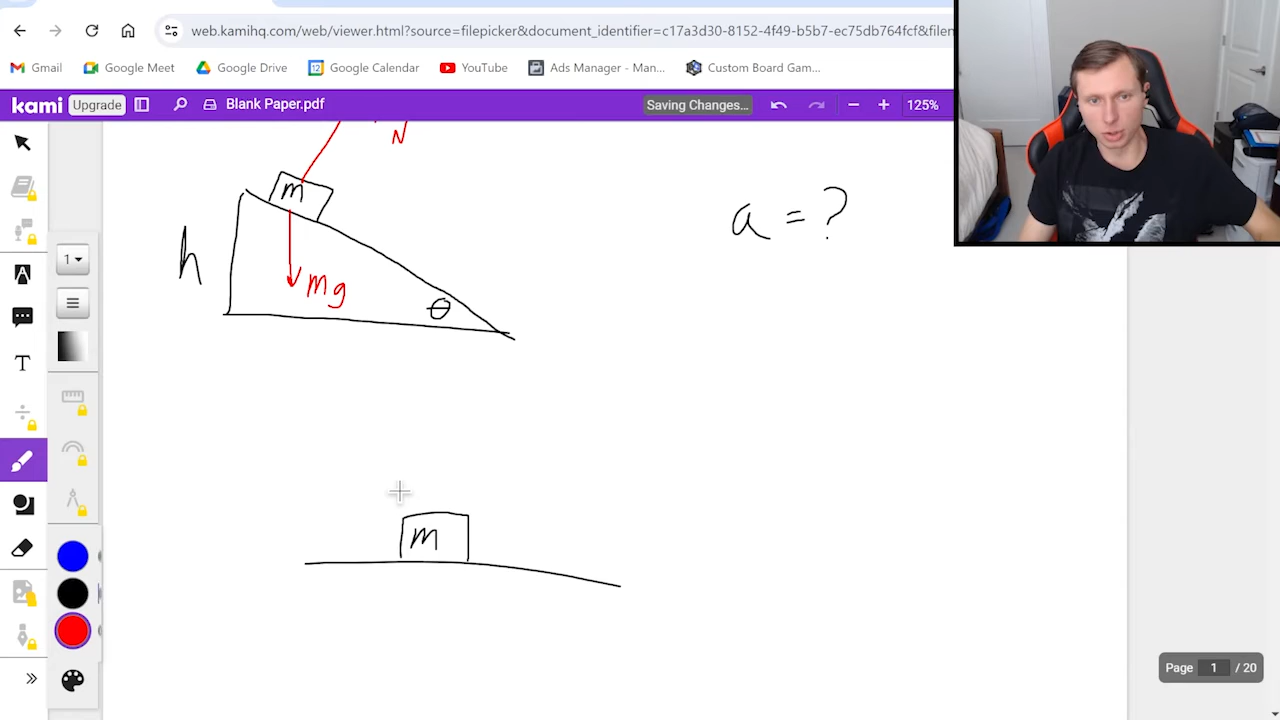 web.kamihq.com/web/viewer.html?source=filepicker&document_identifier=c17a3d30-8152-4f49-b5b7-ec75db764fcf&filen
Gmail Google Meet Google Drive Google Calendar YouTube Ads Manager - Man... Custom Board Gam...
kami Upgrade Blank Paper.pdf Saving Changes... 125%
N
m
a = ?
h
mg
θ
1
T
m
Page 1 / 20